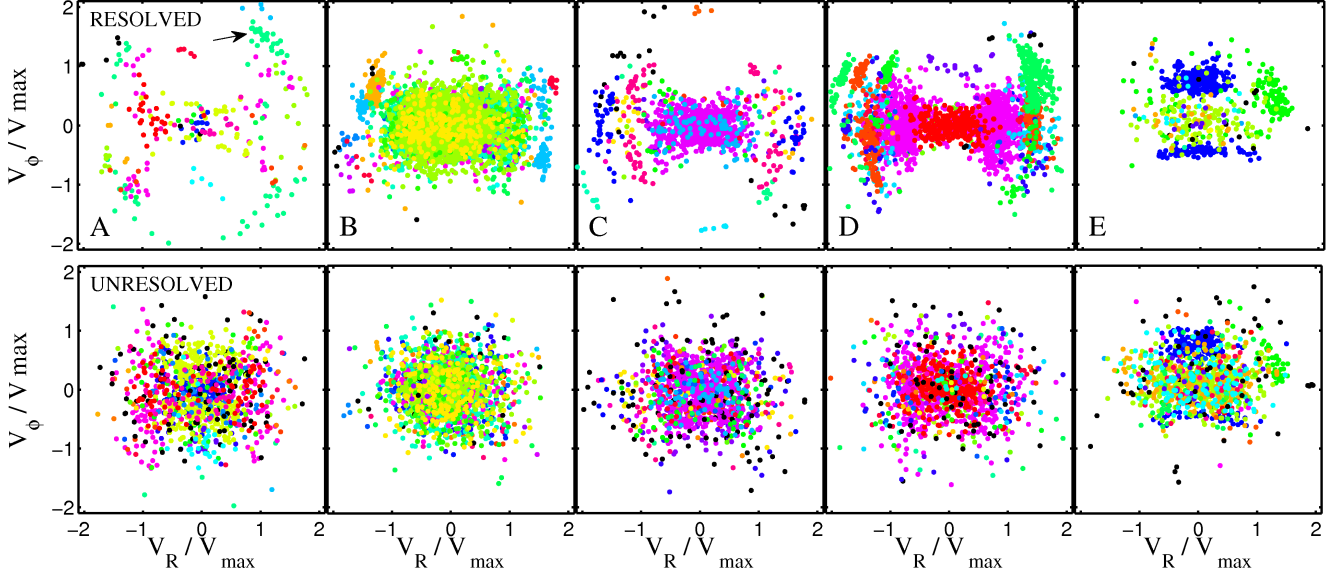 RESOLVED
2
1
0
−1
−2
V_ϕ / V max
A
B
C
D
E
UNRESOLVED
2
1
0
−1
−2
V_ϕ / V max
−2 −1 0 1 2 −1 0 1 2 −1 0 1 2 −1 0 1 2 −1 0 1 2
V_R / V_max V_R / V_max V_R / V_max V_R / V_max V_R / V_max